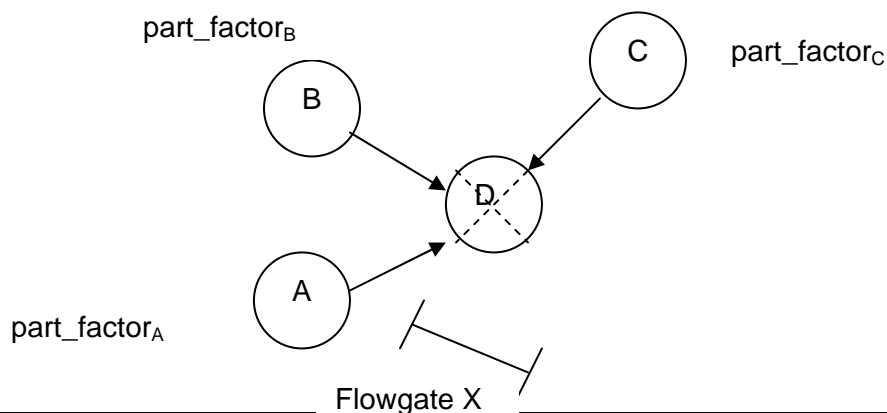 part_factorB
C
part_factorC
B
D
A
part_factorA
Flowgate X